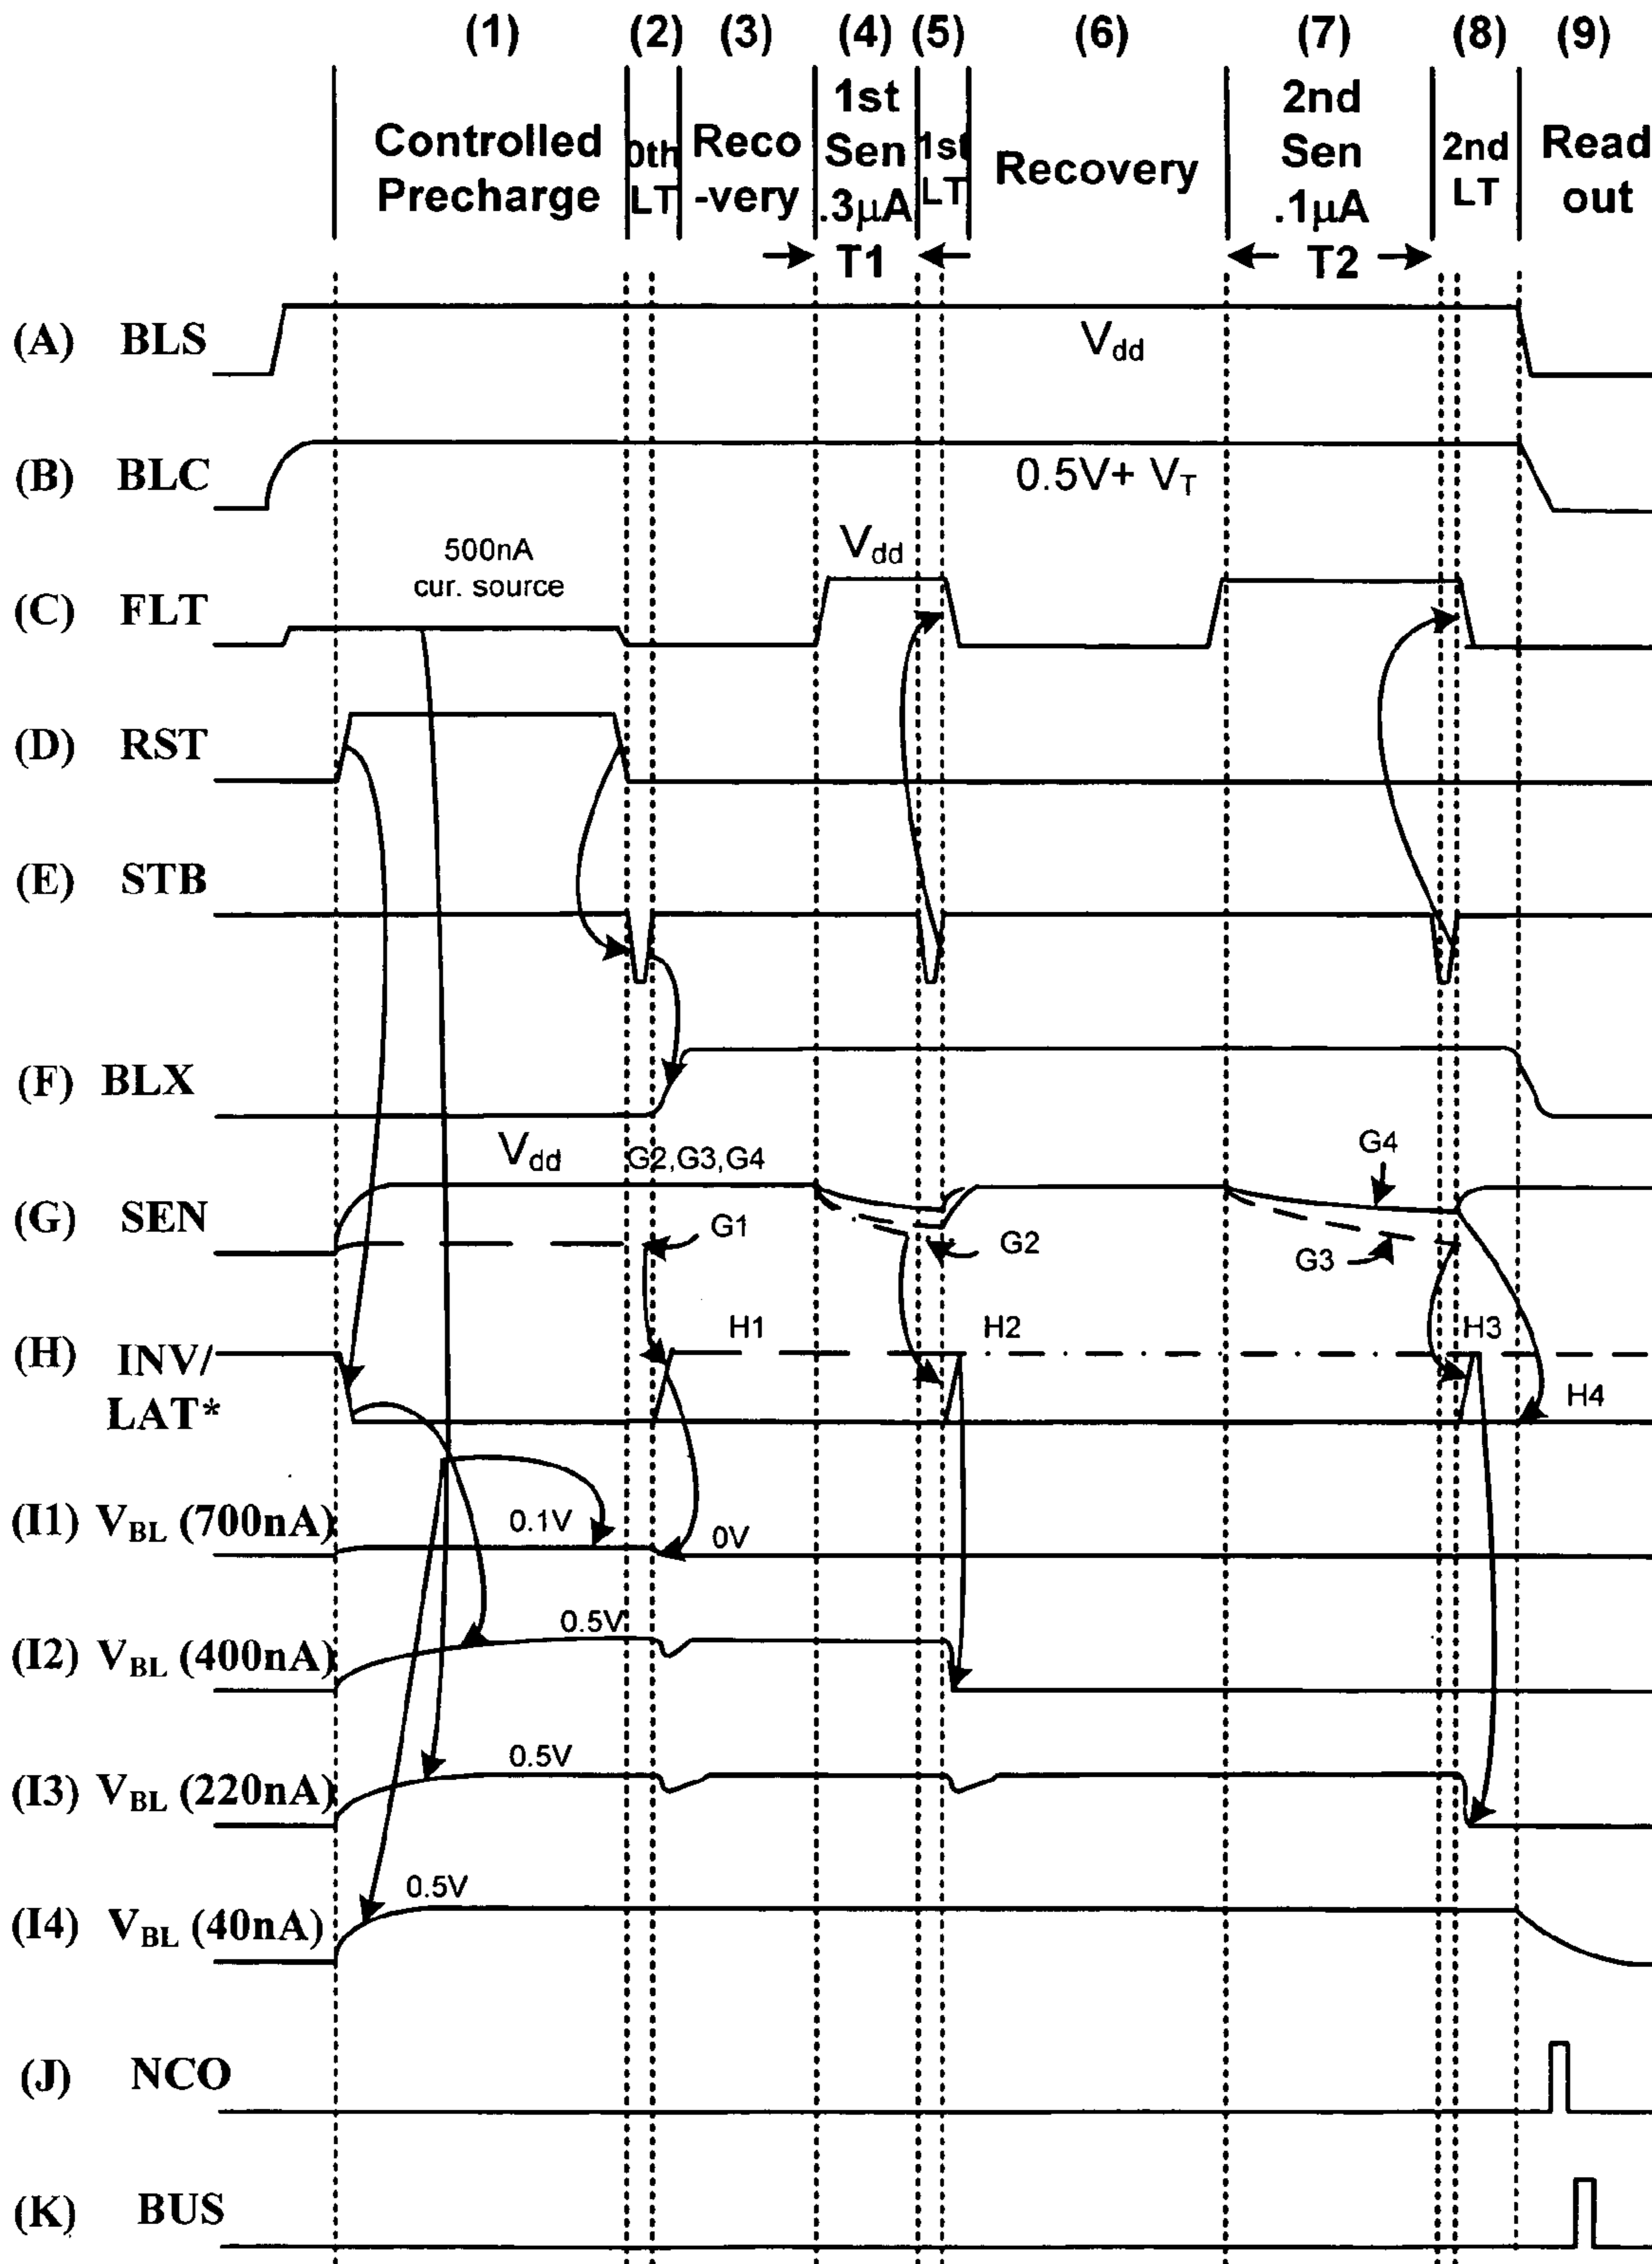 (1) (2) (3) (4) (5) (6) (7) (8) (9)
Controlled
Precharge
0th
LT
Reco
-very
1st
Sen
.3μA
T1
1st
LT
Recovery
2nd
Sen
.1μA
T2
2nd
LT
Read
out
(A) BLS
Vdd
(B) BLC
0.5V+ VT
(C) FLT
500nA
cur. source
Vdd
(D) RST
(E) STB
(F) BLX
(G) SEN
Vdd
G2,G3,G4
G1
G2
G4
G3
(H) INV/
LAT*
H1
H2
H3
H4
(I1) VBL (700nA)
0.1V
0V
(I2) VBL (400nA)
0.5V
(I3) VBL (220nA)
0.5V
(I4) VBL (40nA)
0.5V
(J) NCO
(K) BUS